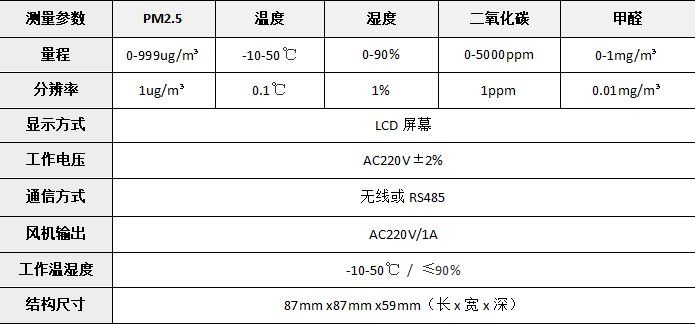 测量参数 PM2.5 温度 湿度 二氧化碳 甲醛
量程 0-999ug/m³ -10-50℃ 0-90% 0-5000ppm 0-1mg/m³
分辨率 1ug/m³ 0.1℃ 1% 1ppm 0.01mg/m³
显示方式 LCD 屏幕
工作电压 AC220V±2%
通信方式 无线或 RS485
风机输出 AC220V/1A
工作温湿度 -10-50℃ / ≤90%
结构尺寸 87mm x87mm x59mm（长 x 宽 x 深）